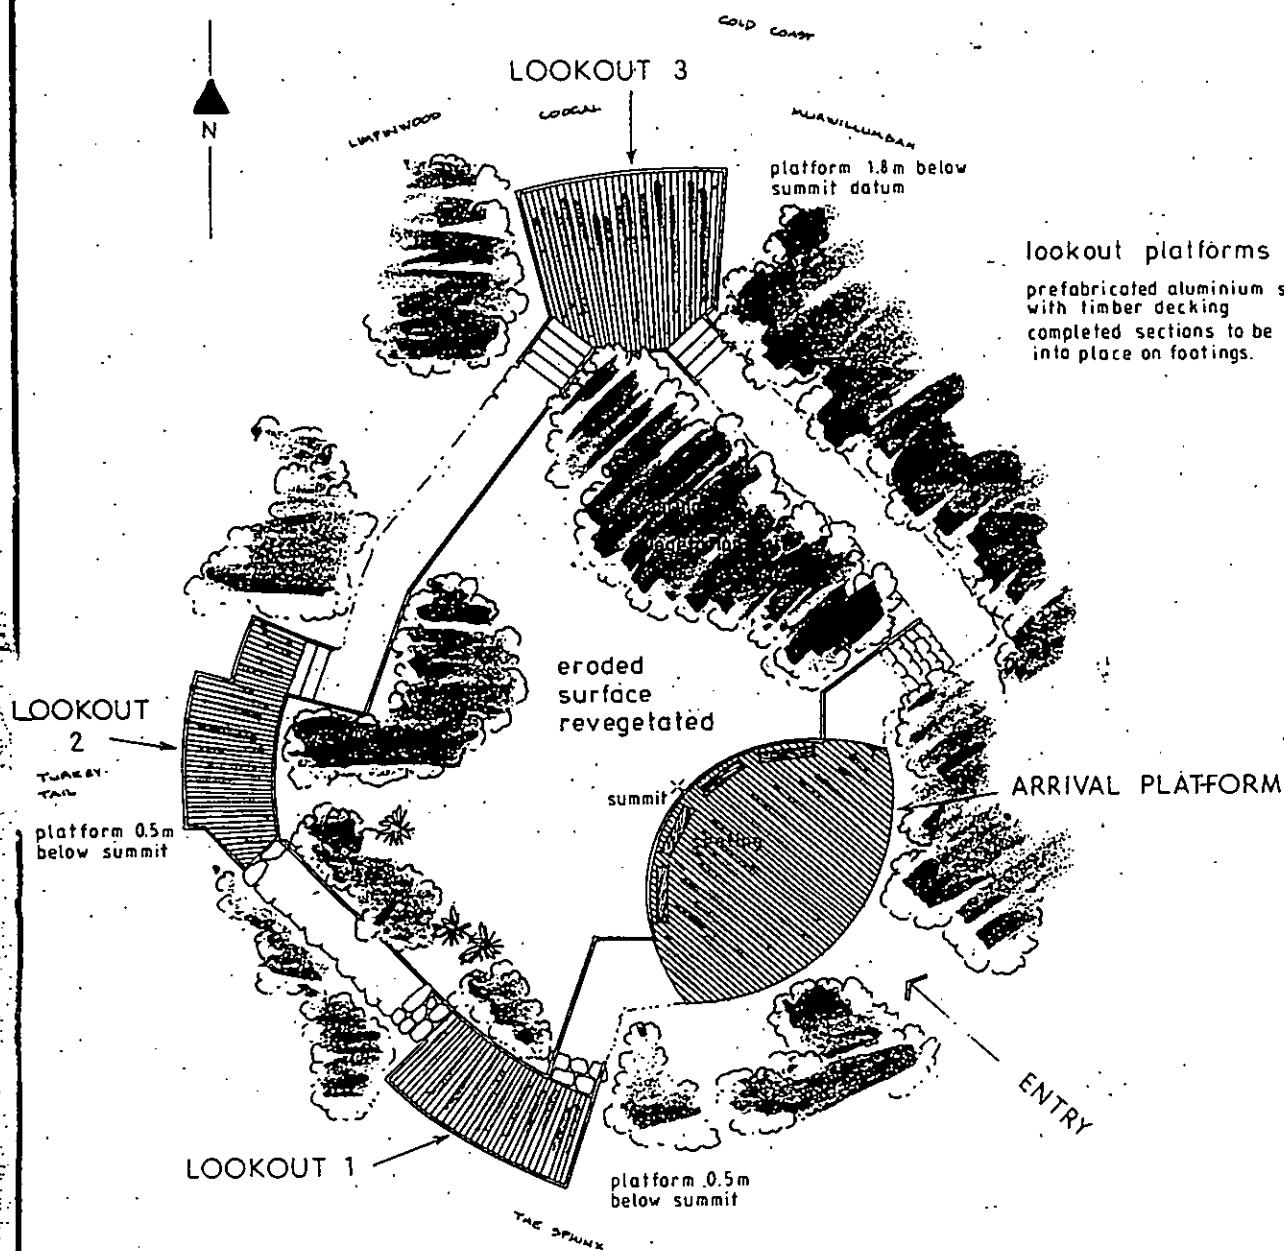 GOLD COAST
LOOKOUT 3
N
LIMPINWOOD
COOGAL
MURWILLUMBAH
platform 1.8m below
summit datum
lookout platforms
prefabricated aluminium s
with timber decking
completed sections to be
into place on footings.
eroded
surface
revegetated
LOOKOUT
2
TURKEY
TAIL
platform 0.5m
below summit
summit
seating
ARRIVAL PLATFORM
ENTRY
LOOKOUT 1
platform 0.5m
below summit
THE SPHINX